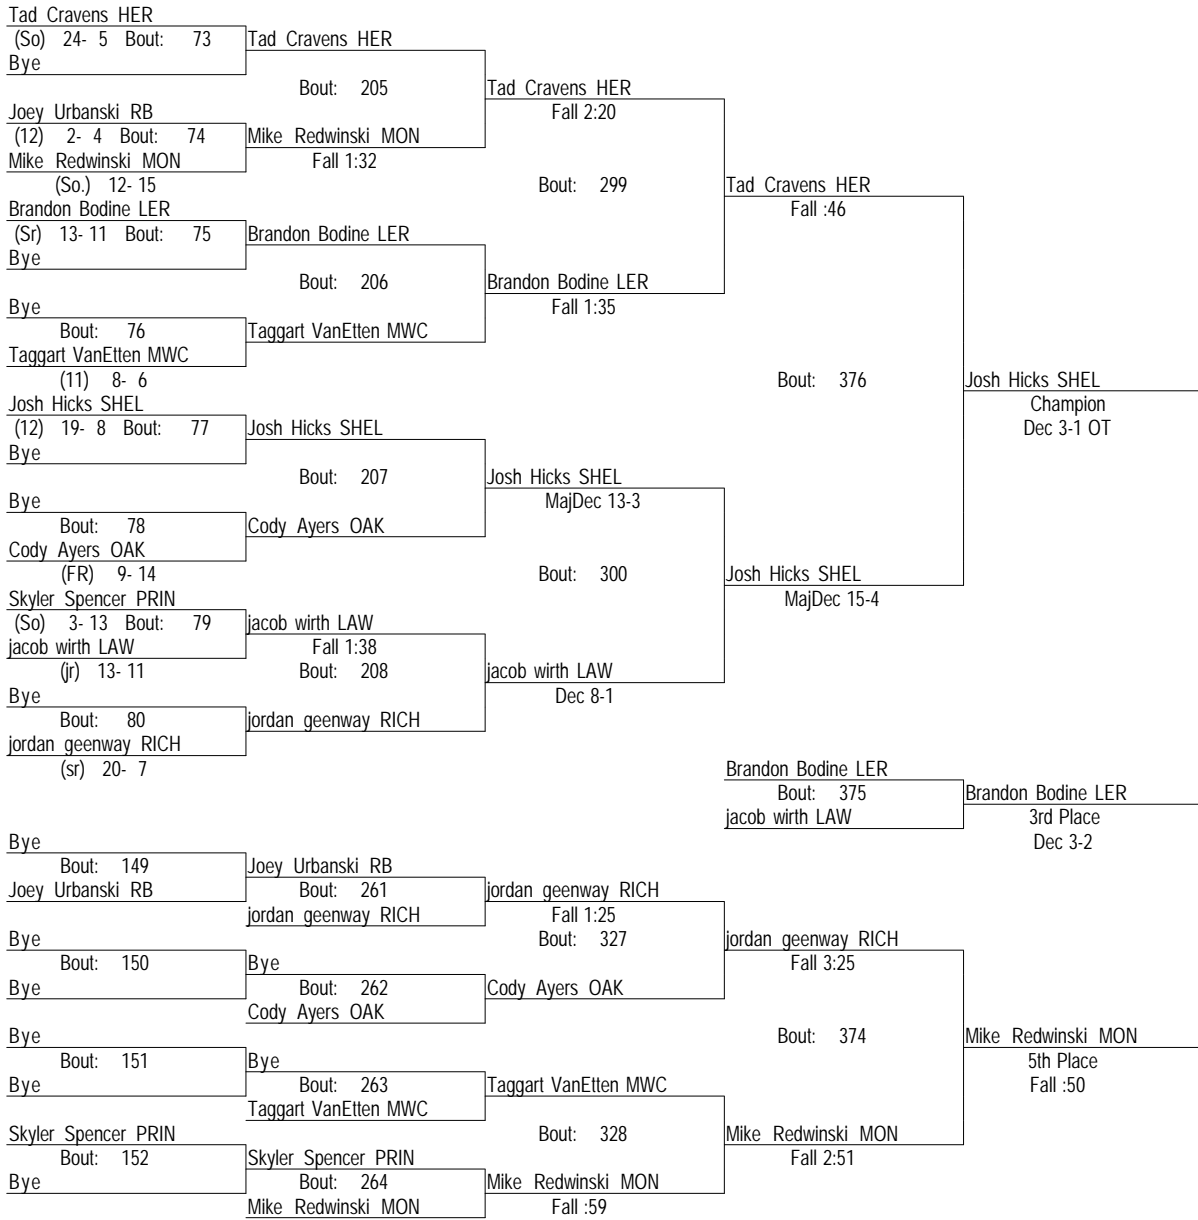 Tad Cravens HER
(So) 24- 5 Bout: 73
Bye
Tad Cravens HER
Bout: 205
Joey Urbanski RB
(12) 2- 4 Bout: 74
Mike Redwinski MON
(So.) 12- 15
Mike Redwinski MON
Fall 1:32
Tad Cravens HER
Fall 2:20
Bout: 299
Brandon Bodine LER
(Sr) 13- 11 Bout: 75
Bye
Brandon Bodine LER
Bout: 206
Bye
Bout: 76
Taggart VanEtten MWC
(11) 8- 6
Taggart VanEtten MWC
Brandon Bodine LER
Fall 1:35
Tad Cravens HER
Fall :46
Bout: 376
Josh Hicks SHEL
(12) 19- 8 Bout: 77
Bye
Josh Hicks SHEL
Bout: 207
Bye
Bout: 78
Cody Ayers OAK
(FR) 9- 14
Cody Ayers OAK
Josh Hicks SHEL
MajDec 13-3
Bout: 300
Skyler Spencer PRIN
(So) 3- 13 Bout: 79
jacob wirth LAW
(jr) 13- 11
jacob wirth LAW
Fall 1:38
Bout: 208
Bye
Bout: 80
jordan geenway RICH
(sr) 20- 7
jordan geenway RICH
jacob wirth LAW
Dec 8-1
Josh Hicks SHEL
MajDec 15-4
Josh Hicks SHEL
Champion
Dec 3-1 OT
Brandon Bodine LER
Bout: 375
jacob wirth LAW
Brandon Bodine LER
3rd Place
Dec 3-2
Bye
Bout: 149
Joey Urbanski RB
Joey Urbanski RB
Bout: 261
jordan geenway RICH
jordan geenway RICH
Fall 1:25
Bout: 327
Bye
Bout: 150
Bye
Bye
Bout: 262
Cody Ayers OAK
Cody Ayers OAK
jordan geenway RICH
Fall 3:25
Bout: 374
Bye
Bout: 151
Bye
Bye
Bout: 263
Taggart VanEtten MWC
Taggart VanEtten MWC
Bout: 328
Skyler Spencer PRIN
Bout: 152
Bye
Skyler Spencer PRIN
Bout: 264
Mike Redwinski MON
Mike Redwinski MON
Fall :59
Mike Redwinski MON
Fall 2:51
Mike Redwinski MON
5th Place
Fall :50